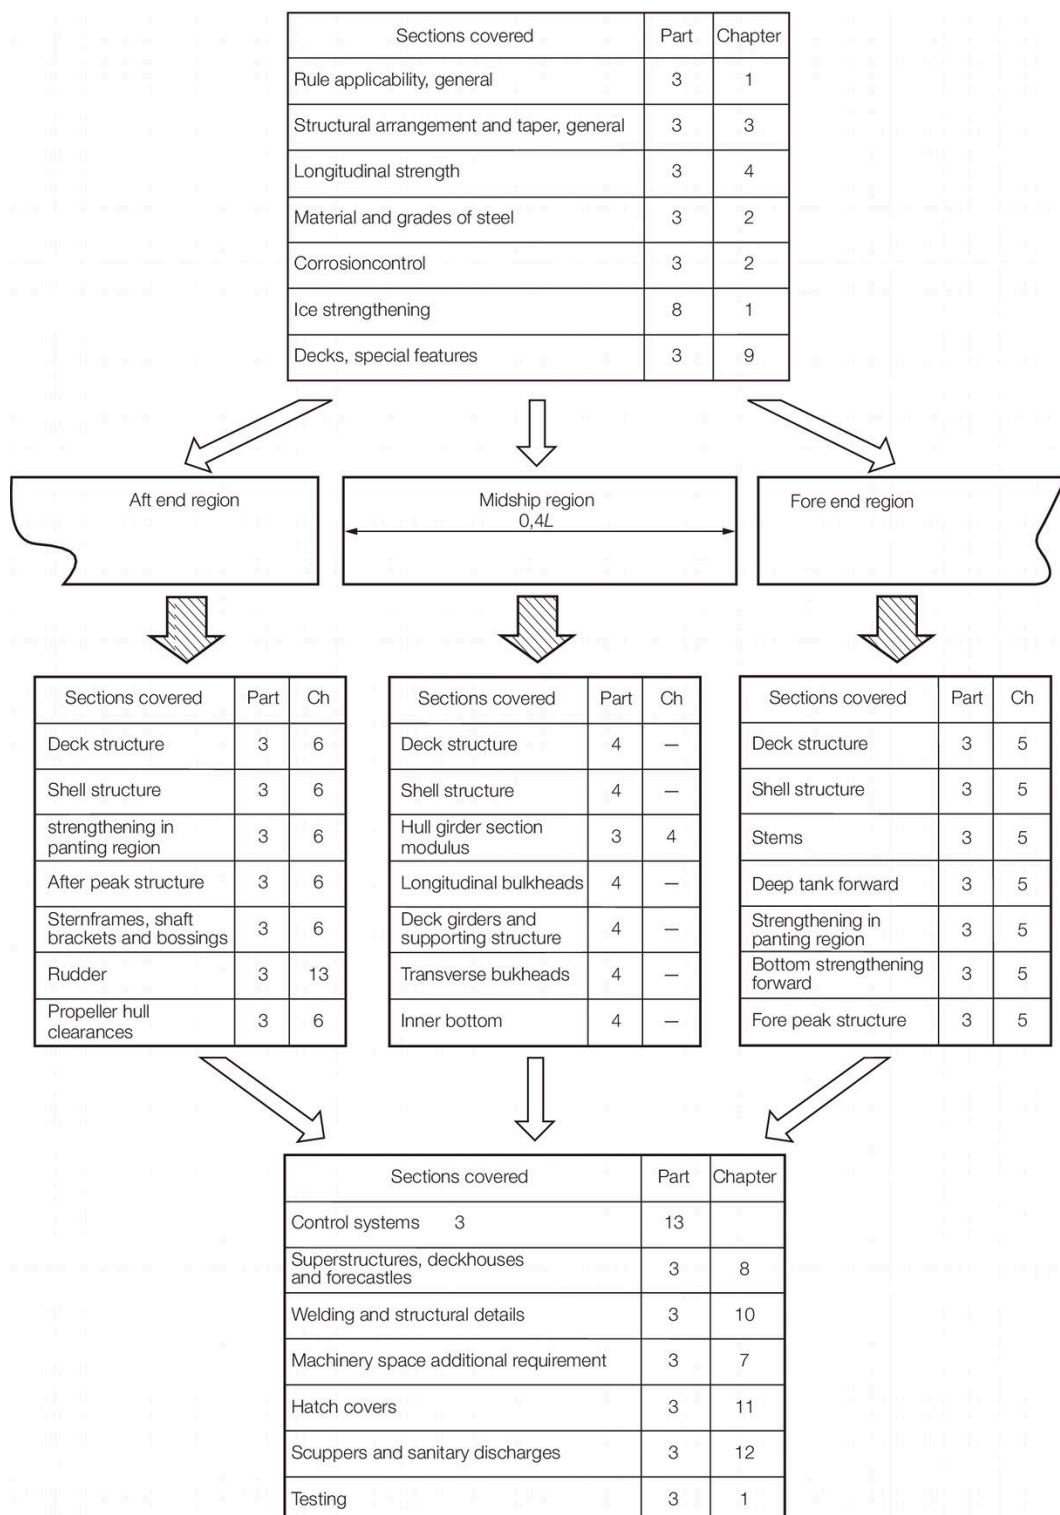 Sections covered Part Chapter
Rule applicability, general 3 1
Structural arrangement and taper, general 3 3
Longitudinal strength 3 4
Material and grades of steel 3 2
Corrosioncontrol 3 2
Ice strengthening 8 1
Decks, special features 3 9
Aft end region
Midship region
0,4L
Fore end region
Sections covered Part Ch
Deck structure 3 6
Shell structure 3 6
strengthening in
panting region 3 6
After peak structure 3 6
Sternframes, shaft
brackets and bossings 3 6
Rudder 3 13
Propeller hull
clearances 3 6
Sections covered Part Ch
Deck structure 4 —
Shell structure 4 —
Hull girder section
modulus 3 4
Longitudinal bulkheads 4 —
Deck girders and
supporting structure 4 —
Transverse bukheads 4 —
Inner bottom 4 —
Sections covered Part Ch
Deck structure 3 5
Shell structure 3 5
Stems 3 5
Deep tank forward 3 5
Strengthening in
panting region 3 5
Bottom strengthening
forward 3 5
Fore peak structure 3 5
Sections covered Part Chapter
Control systems 3 13
Superstructures, deckhouses
and forecastles 3 8
Welding and structural details 3 10
Machinery space additional requirement 3 7
Hatch covers 3 11
Scuppers and sanitary discharges 3 12
Testing 3 1